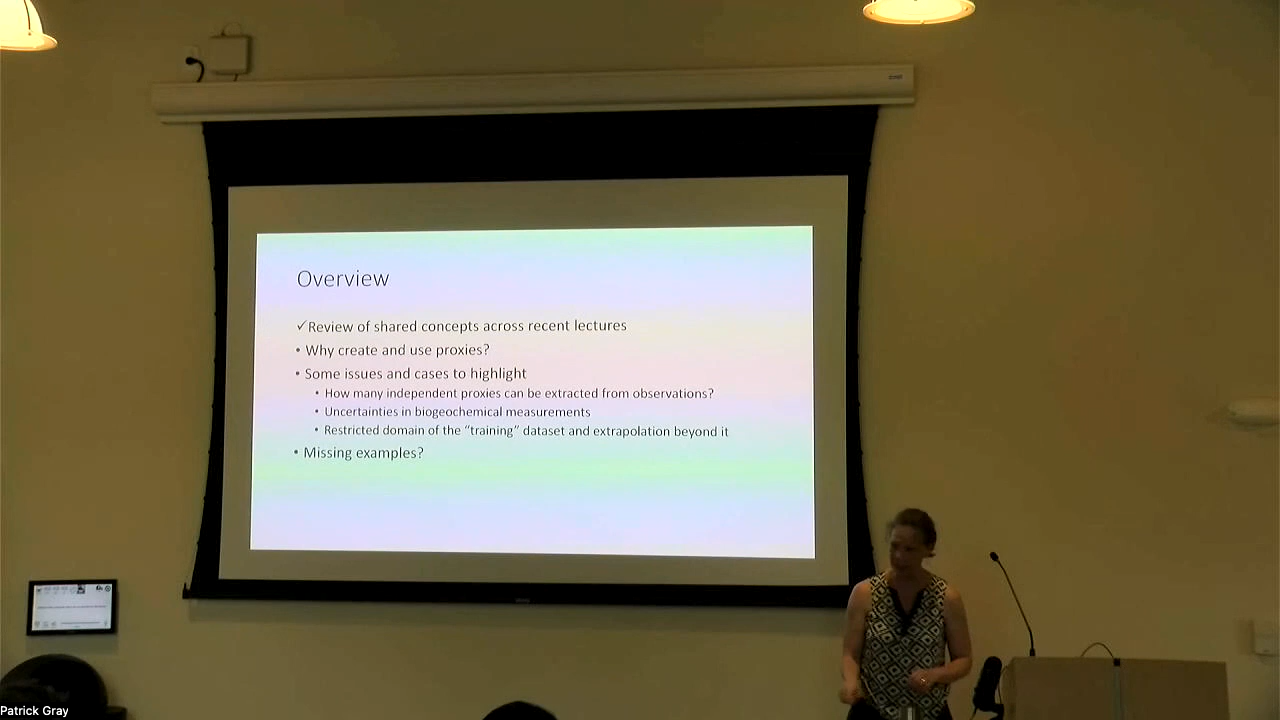 Overview
✓Review of shared concepts across recent lectures
• Why create and use proxies?
• Some issues and cases to highlight
• How many independent proxies can be extracted from observations?
• Uncertainties in biogeochemical measurements
• Restricted domain of the “training” dataset and extrapolation beyond it
• Missing examples?
Patrick Gray